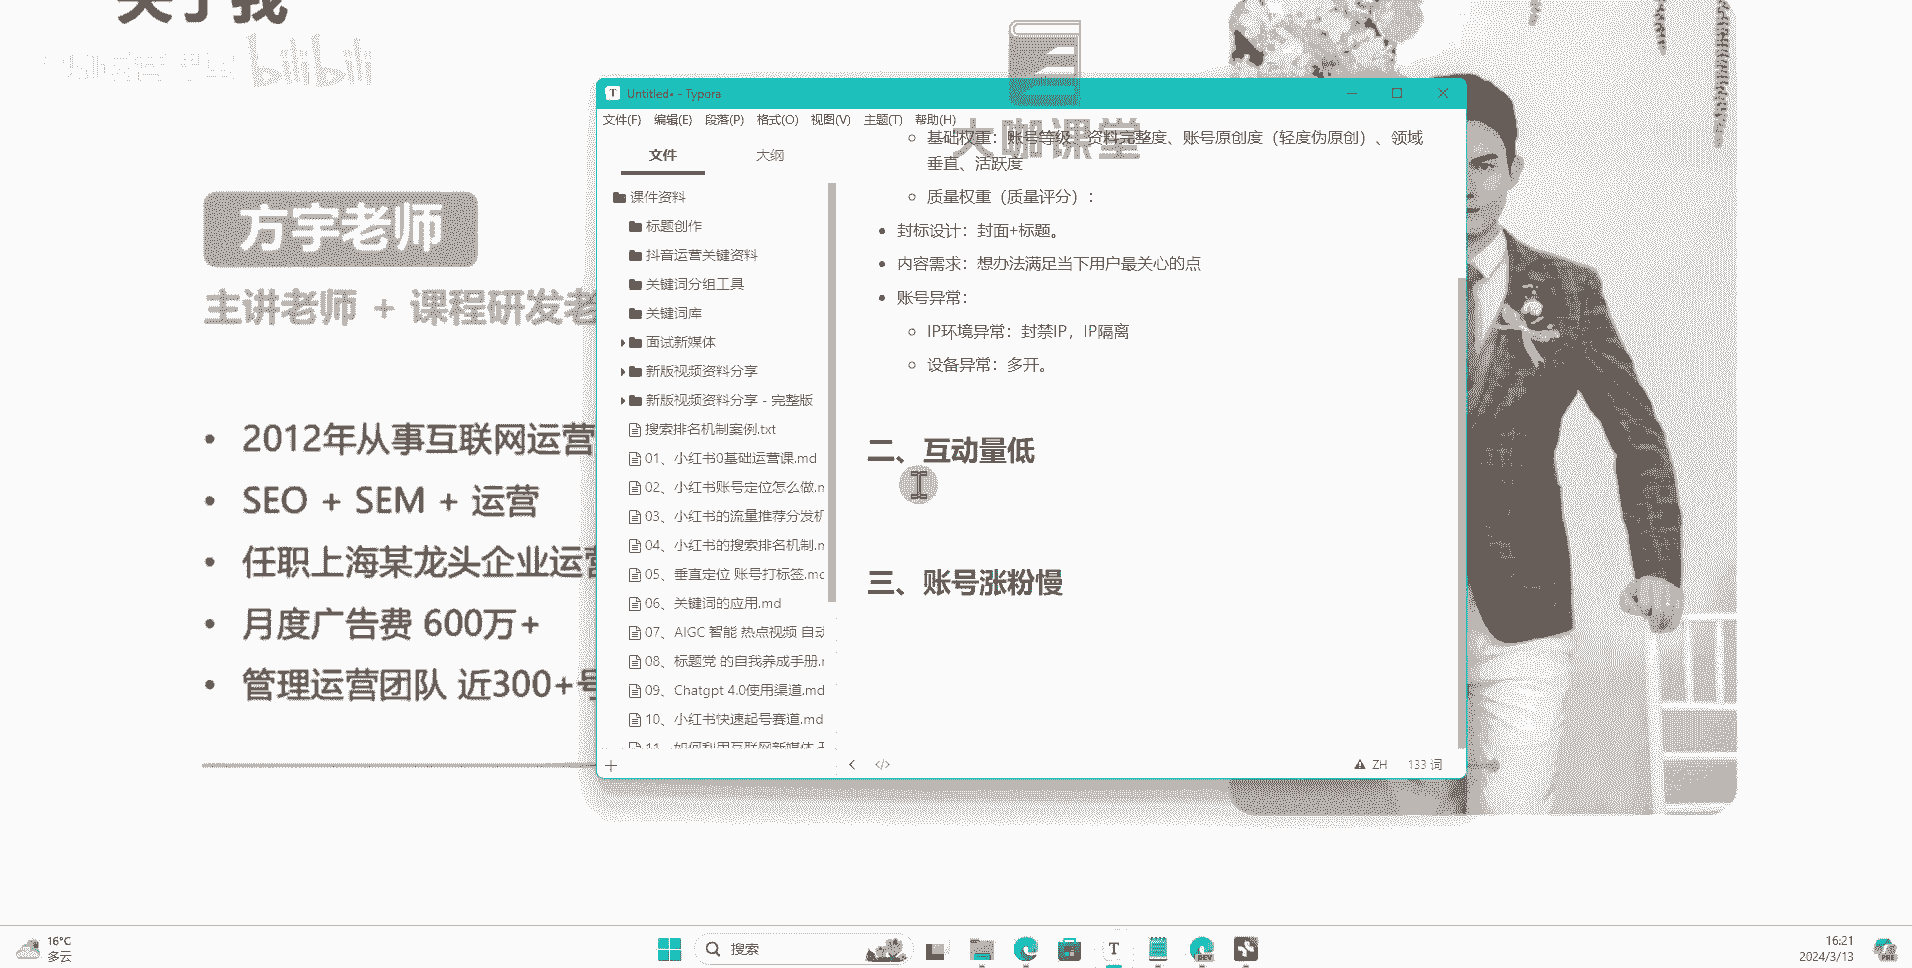 关于我
bilibili
方宇老师
主讲老师 + 课程研发老
2012年从事互联网运营
SEO + SEM + 运营
任职上海某龙头企业运营
月度广告费 600万+
管理运营团队 近300+号
大咖课堂
Untitled• - Typora
文件(F) 编辑(E) 段落(P) 格式(O) 视图(V) 主题(T) 帮助(H)
文件 大纲
课件资料
标题创作
抖音运营关键资料
关键词分组工具
关键词库
面试新媒体
新版视频资料分享
新版视频资料分享 - 完整版
搜索排名机制案例.txt
01、小红书0基础运营课.md
02、小红书账号定位怎么做.m
03、小红书的流量推荐分发机
04、小红书的搜索排名机制.m
05、垂直定位 账号打标签.mc
06、关键词的应用.md
07、AIGC 智能 热点视频 自动
08、标题党 的自我养成手册.r
09、Chatgpt 4.0使用渠道.md
10、小红书快速起号赛道.md
11、如何利用互联网新媒体
基础权重：账号等级、资料完整度、账号原创度（轻度伪原创）、领域
垂直、活跃度
质量权重（质量评分）：
封标设计：封面+标题。
内容需求：想办法满足当下用户最关心的点
账号异常：
IP环境异常：封禁IP，IP隔离
设备异常：多开。
二、互动量低
三、账号涨粉慢
ZH 133 词
16°C
多云
搜索
T
DEV
16:21
2024/3/13
PRE